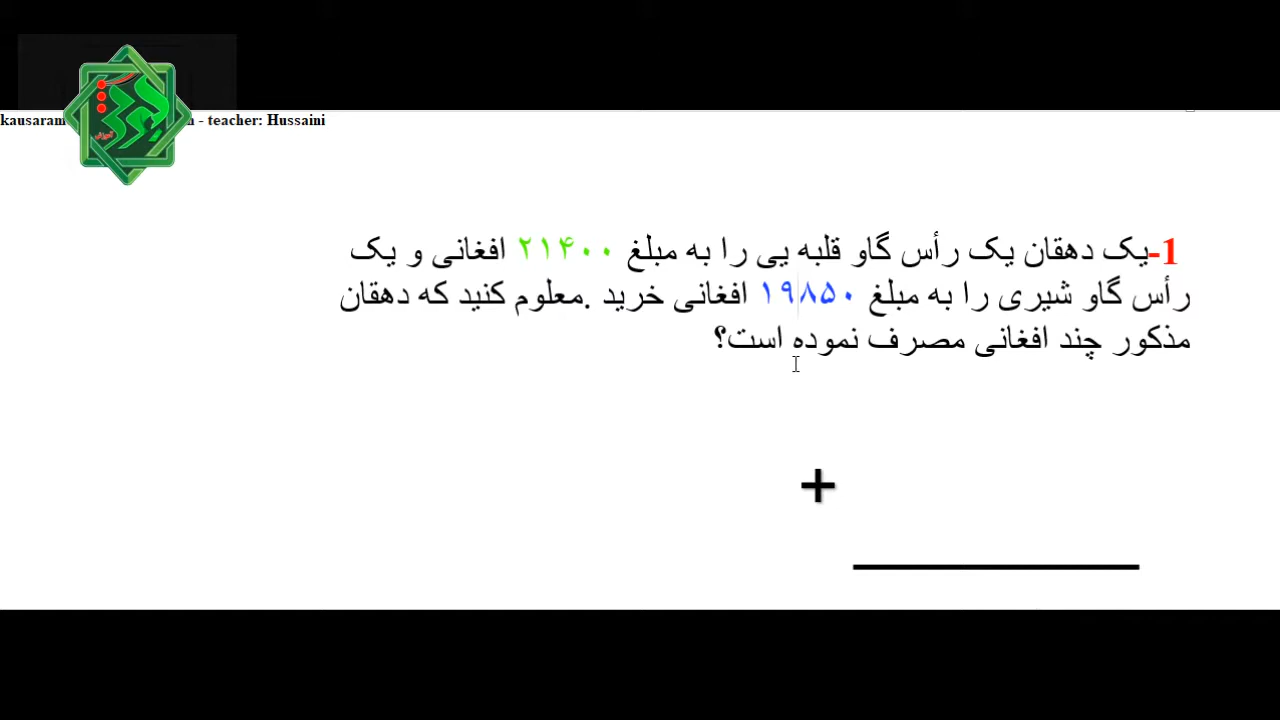 kausaram - teacher: Hussaini
آموزش
1-یک دهقان یک رأس گاو قلبه یی را به مبلغ ۲۱۴۰۰ افغانی و یک
رأس گاو شیری را به مبلغ ۱۹۸۵۰ افغانی خرید .معلوم کنید که دهقان
مذکور چند افغانی مصرف نموده است؟
+